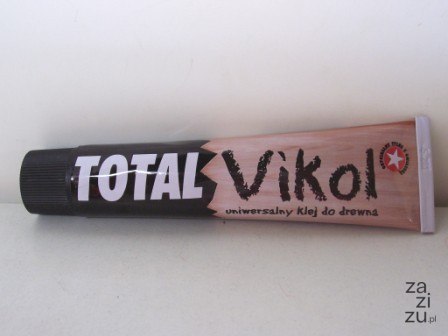 TOTAL Vikol
uniwersalny klej do drewna
za
zi
zu.pl